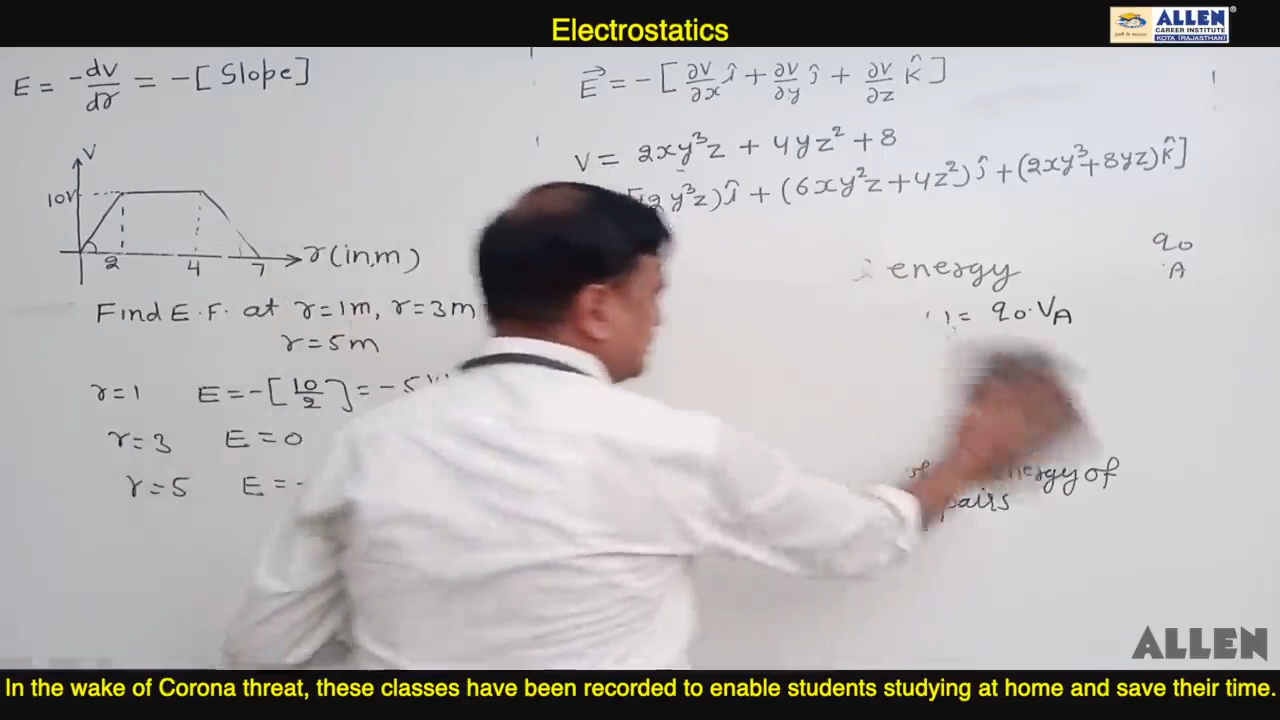 Electrostatics
ALLEN
CAREER INSTITUTE
KOTA (RAJASTHAN)
E = -dV/dr = -[Slope]
V
10V
2 4 7 r(in m)
Find E.F. at r=1m, r=3m
r=5m
r=1 E=-[10/2]=-5
r=3 E=0
r=5 E=-
E⃗=-[∂V/∂x î+∂V/∂y ĵ+∂V/∂z k̂]
V= 2xy³z + 4yz² +8
2y³z)î + (6xy²z+4z²)ĵ +(2xy³+8yz)k̂]
energy
q₀
A
= q₀.V_A
energy of
pairs
ALLEN
In the wake of Corona threat, these classes have been recorded to enable students studying at home and save their time.